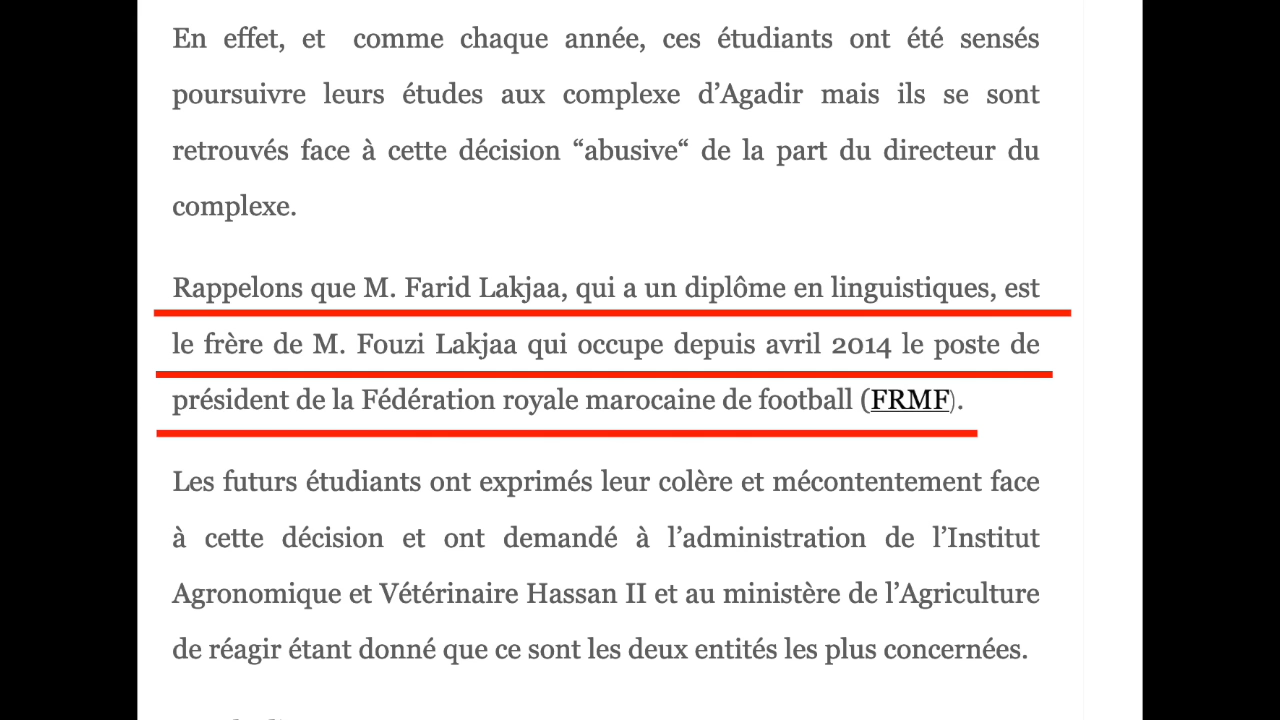 En effet, et comme chaque année, ces étudiants ont été sensés
poursuivre leurs études aux complexe d’Agadir mais ils se sont
retrouvés face à cette décision “abusive“ de la part du directeur du
complexe.
Rappelons que M. Farid Lakjaa, qui a un diplôme en linguistiques, est
le frère de M. Fouzi Lakjaa qui occupe depuis avril 2014 le poste de
président de la Fédération royale marocaine de football (FRMF).
Les futurs étudiants ont exprimés leur colère et mécontentement face
à cette décision et ont demandé à l’administration de l’Institut
Agronomique et Vétérinaire Hassan II et au ministère de l’Agriculture
de réagir étant donné que ce sont les deux entités les plus concernées.